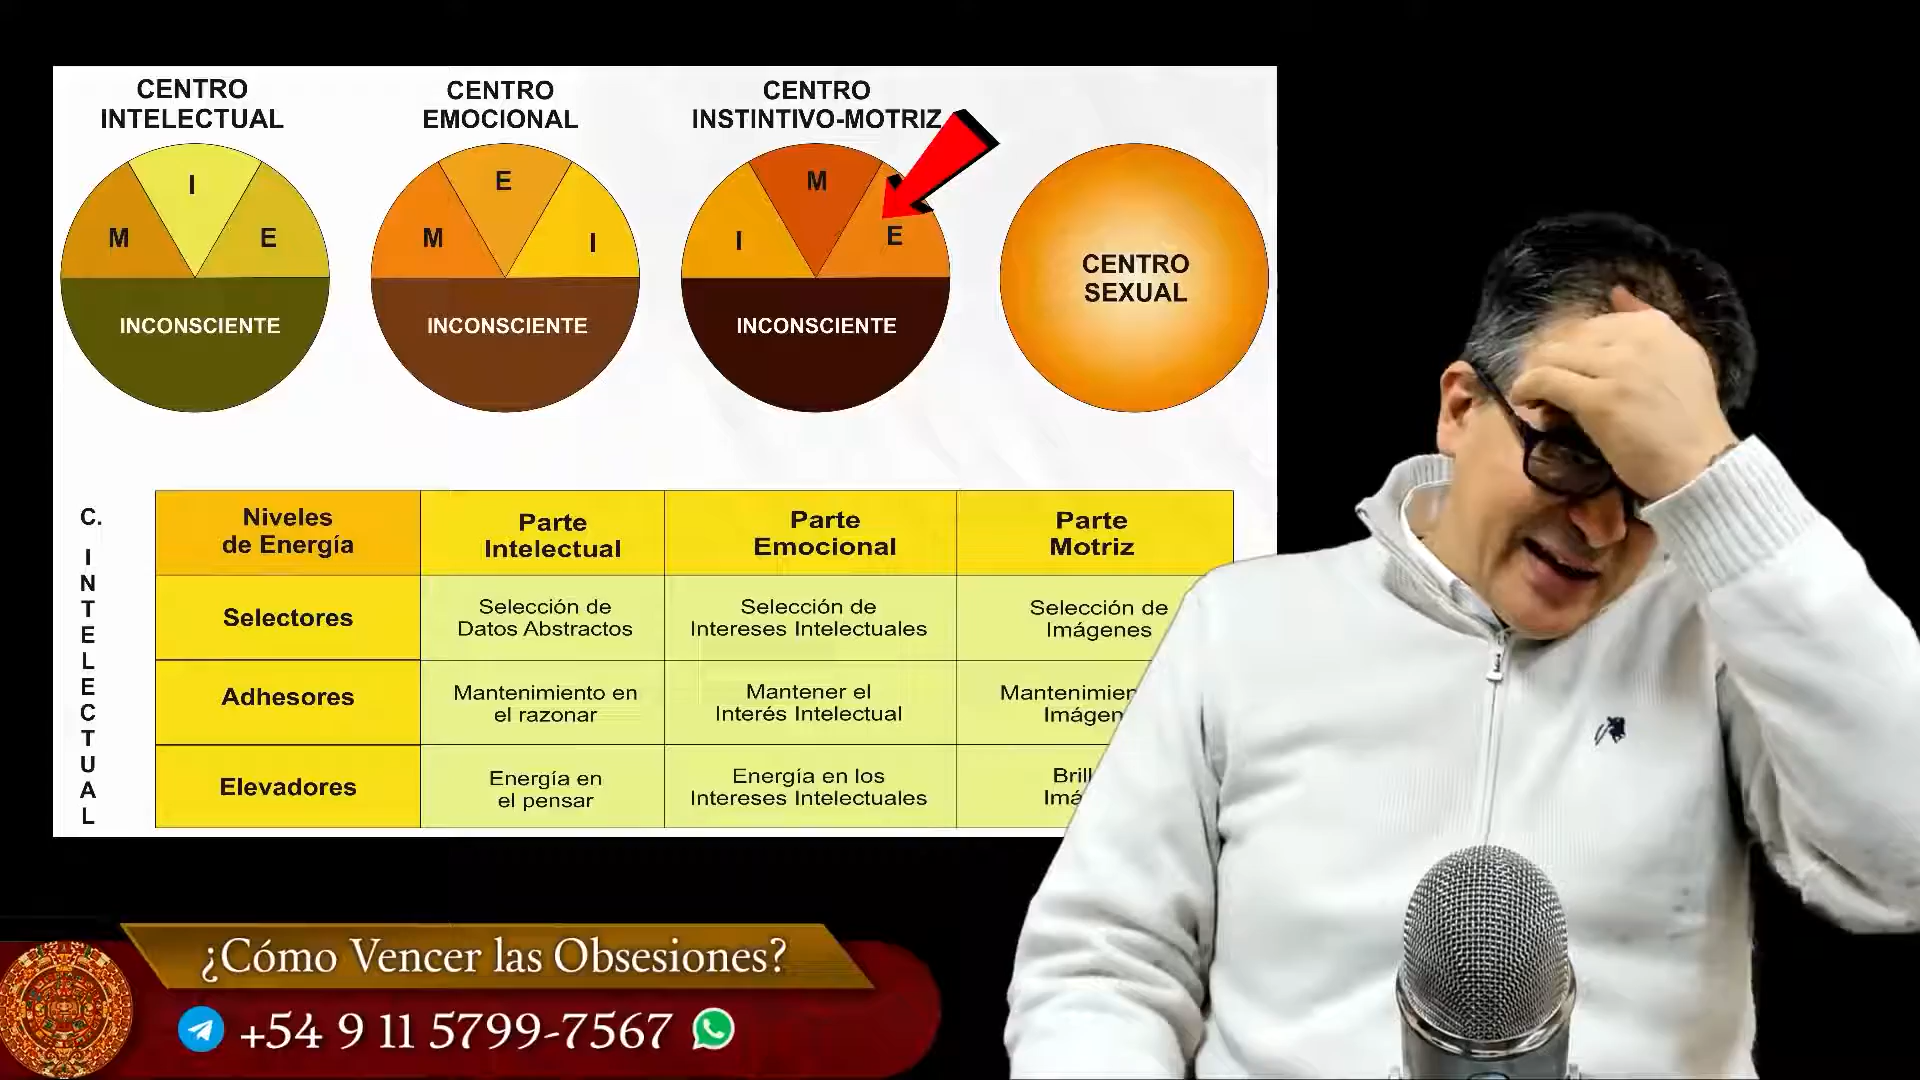 CENTRO
INTELECTUAL
CENTRO
EMOCIONAL
CENTRO
INSTINTIVO-MOTRIZ
I
M
E
INCONSCIENTE
E
M
I
INCONSCIENTE
M
I
E
INCONSCIENTE
CENTRO
SEXUAL
C.
INTELECTUAL
Niveles
de Energía
Parte
Intelectual
Parte
Emocional
Parte
Motriz
Selectores
Selección de
Datos Abstractos
Selección de
Intereses Intelectuales
Selección de
Imágenes
Adhesores
Mantenimiento en
el razonar
Mantener el
Interés Intelectual
Elevadores
Energía en
el pensar
Energía en los
Intereses Intelectuales
¿Cómo Vencer las Obsesiones?
+54 9 11 5799-7567